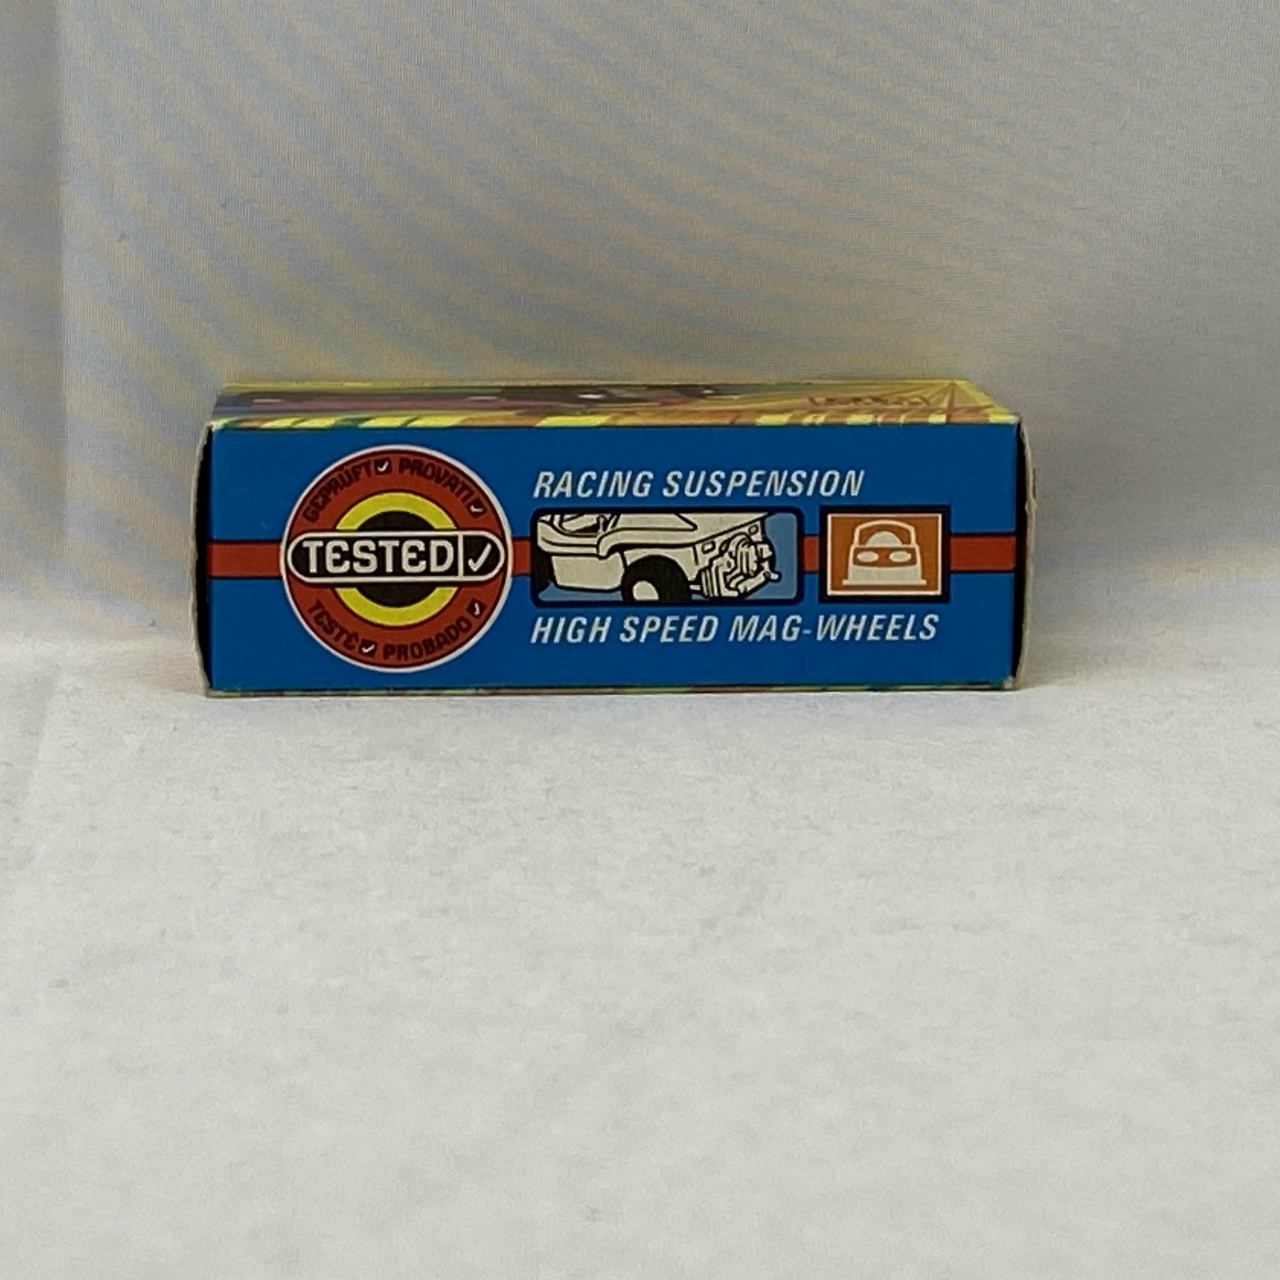 GEPRÜFT PROVATI
TESTED
TESTÉ PROBADO
RACING SUSPENSION
HIGH SPEED MAG-WHEELS